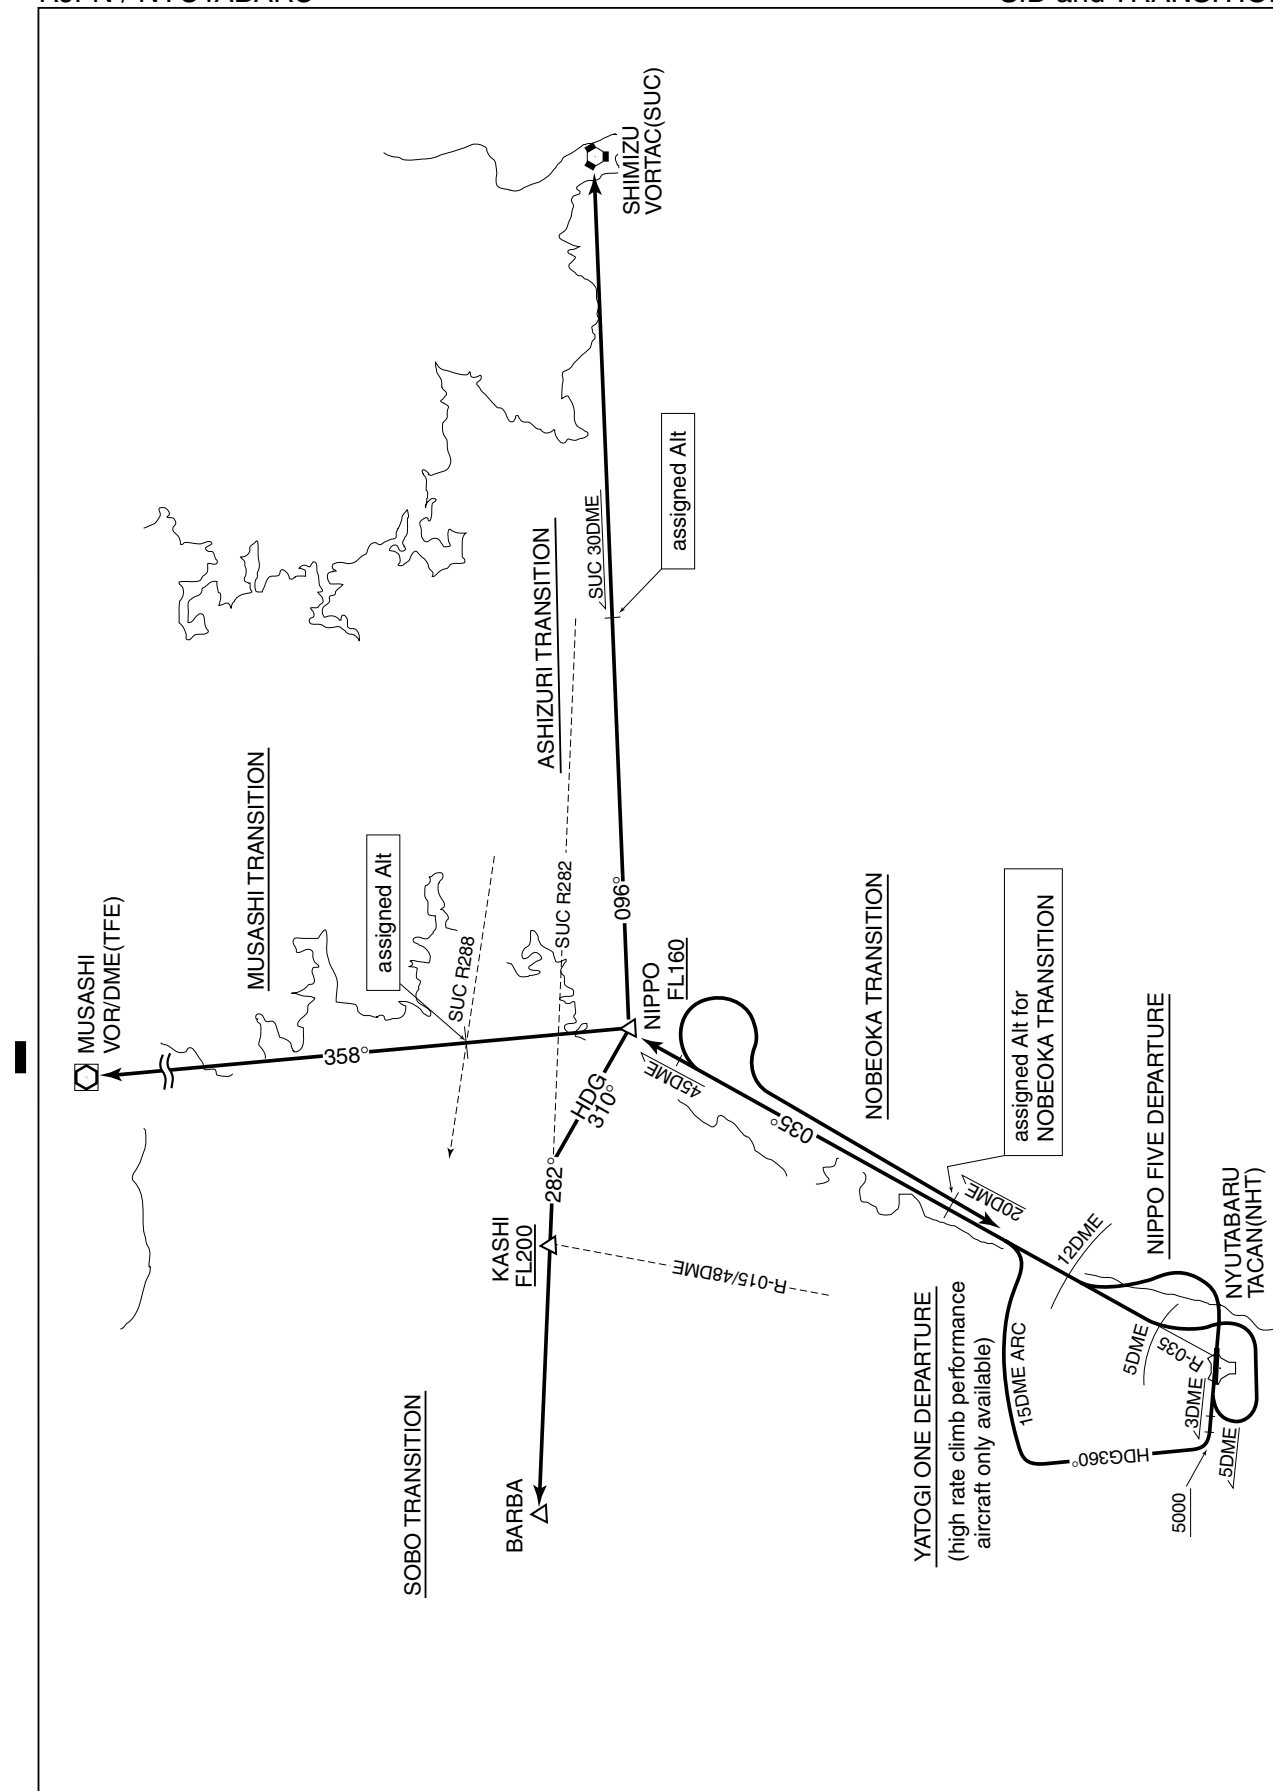 MUSASHI
VOR/DME(TFE)
MUSASHI TRANSITION
358°
assigned Alt
SUC R288
SHIMIZU
VORTAC(SUC)
ASHIZURI TRANSITION
SUC 30DME
assigned Alt
SUC R282
096°
NIPPO
FL160
HDG
310°
282°
KASHI
FL200
R-015/48DME
BARBA
SOBO TRANSITION
45DME
035°
NOBEOKA TRANSITION
assigned Alt for
NOBEOKA TRANSITION
20DME
12DME
NIPPO FIVE DEPARTURE
NYUTABARU
TACAN(NHT)
YATOGI ONE DEPARTURE
(high rate climb performance
aircraft only available)
15DME ARC
5DME
R-035
3DME
HDG360°
5DME
5000